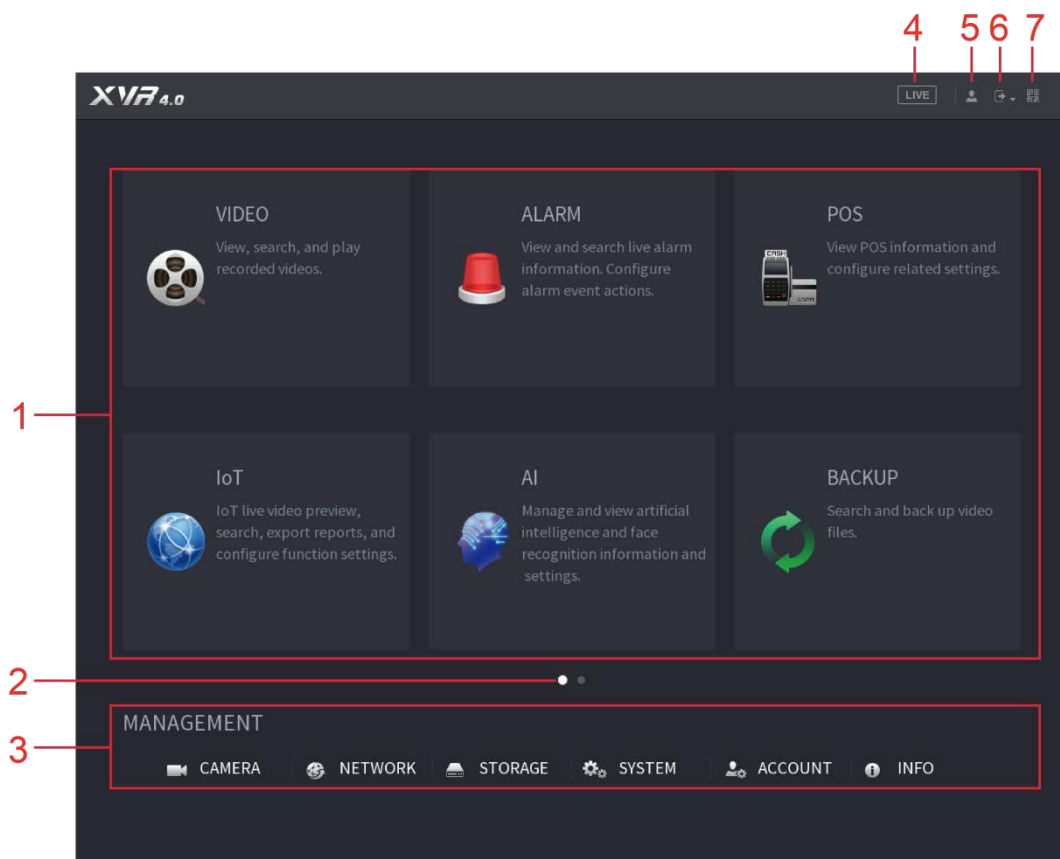 4 5 6 7
XVR 4.0
LIVE
1
VIDEO
View, search, and play
recorded videos.
ALARM
View and search live alarm
information. Configure
alarm event actions.
POS
View POS information and
configure related settings.
CASH
IoT
IoT live video preview,
search, export reports, and
configure function settings.
AI
Manage and view artificial
intelligence and face
recognition information and
settings.
BACKUP
Search and back up video
files.
2
3
MANAGEMENT
CAMERA NETWORK STORAGE SYSTEM ACCOUNT INFO